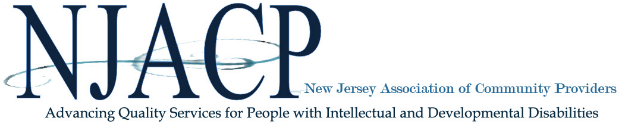 NJACP
New Jersey Association of Community Providers
Advancing Quality Services for People with Intellectual and Developmental Disabilities